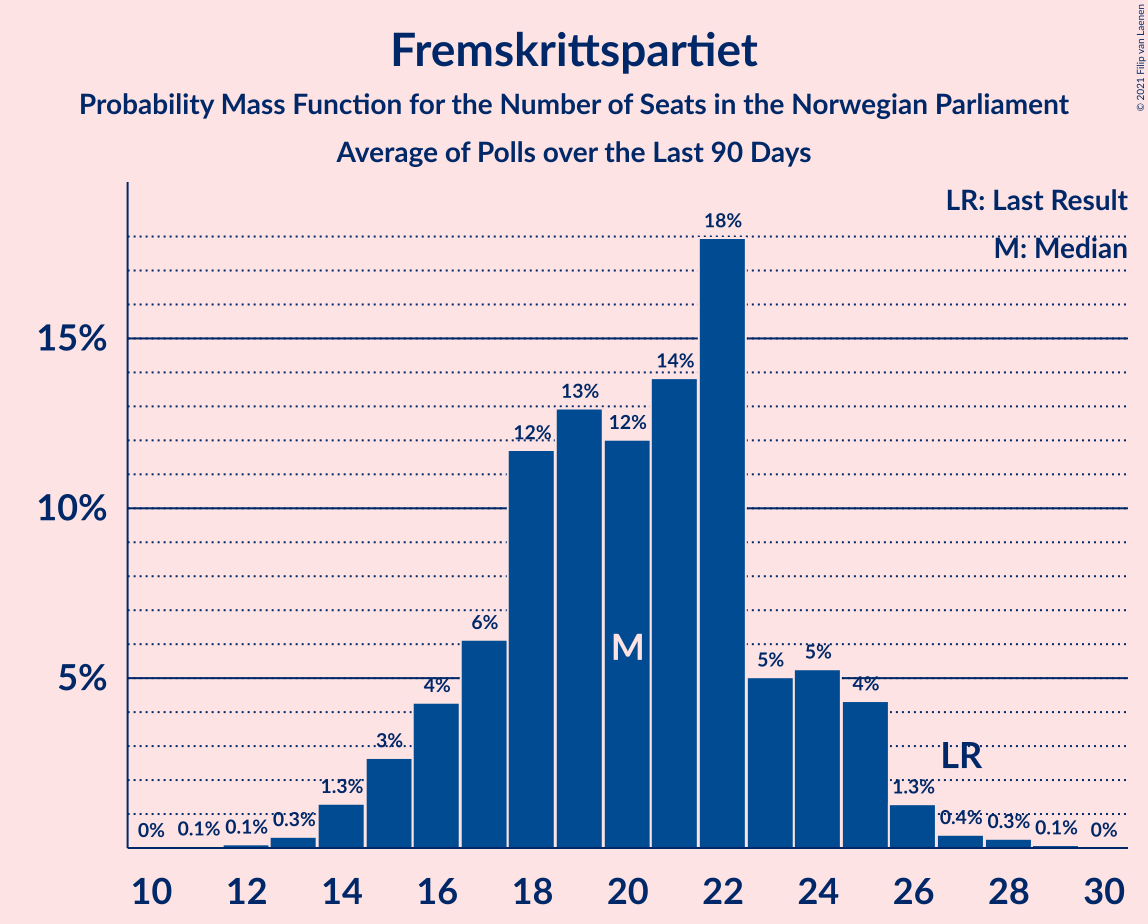 Fremskrittspartiet
Probability Mass Function for the Number of Seats in the Norwegian Parliament
Average of Polls over the Last 90 Days
© 2021 Filip van Laenen
LR: Last Result
M: Median
15%
10%
5%
0% 0.1% 0.1% 0.3% 1.3% 3% 4% 6% 12% 13% 12% 14% 18% 5% 5% 4% 1.3% 0.4% 0.3% 0.1% 0%
M
LR
10 12 14 16 18 20 22 24 26 28 30